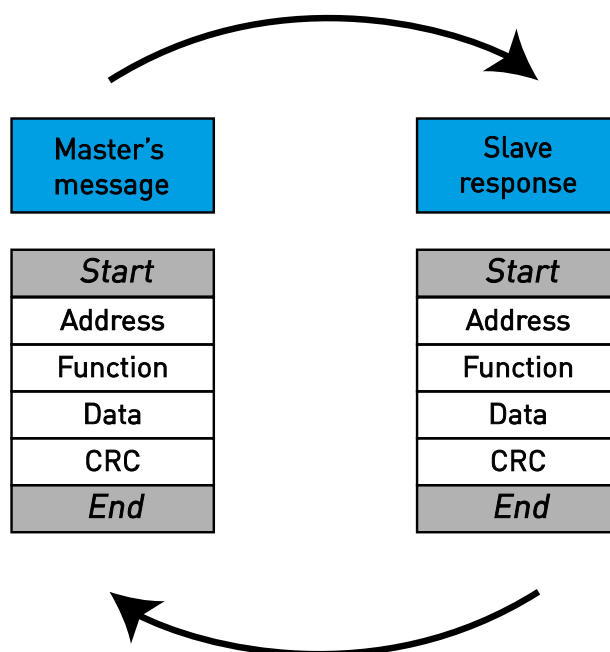 Master’s
message
Start
Address
Function
Data
CRC
End
Slave
response
Start
Address
Function
Data
CRC
End